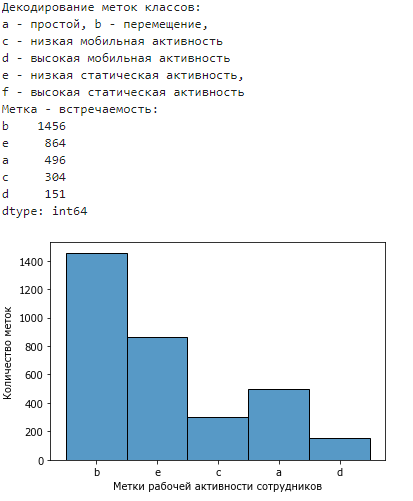 Декодирование меток классов:
a - простой, b - перемещение,
c - низкая мобильная активность
d - высокая мобильная активность
e - низкая статическая активность,
f - высокая статическая активность
Метка - встречаемость:
b 1456
e 864
a 496
c 304
d 151
dtype: int64
1400
1200
1000
800
600
400
200
0
Количество меток
b e c a d
Метки рабочей активности сотрудников